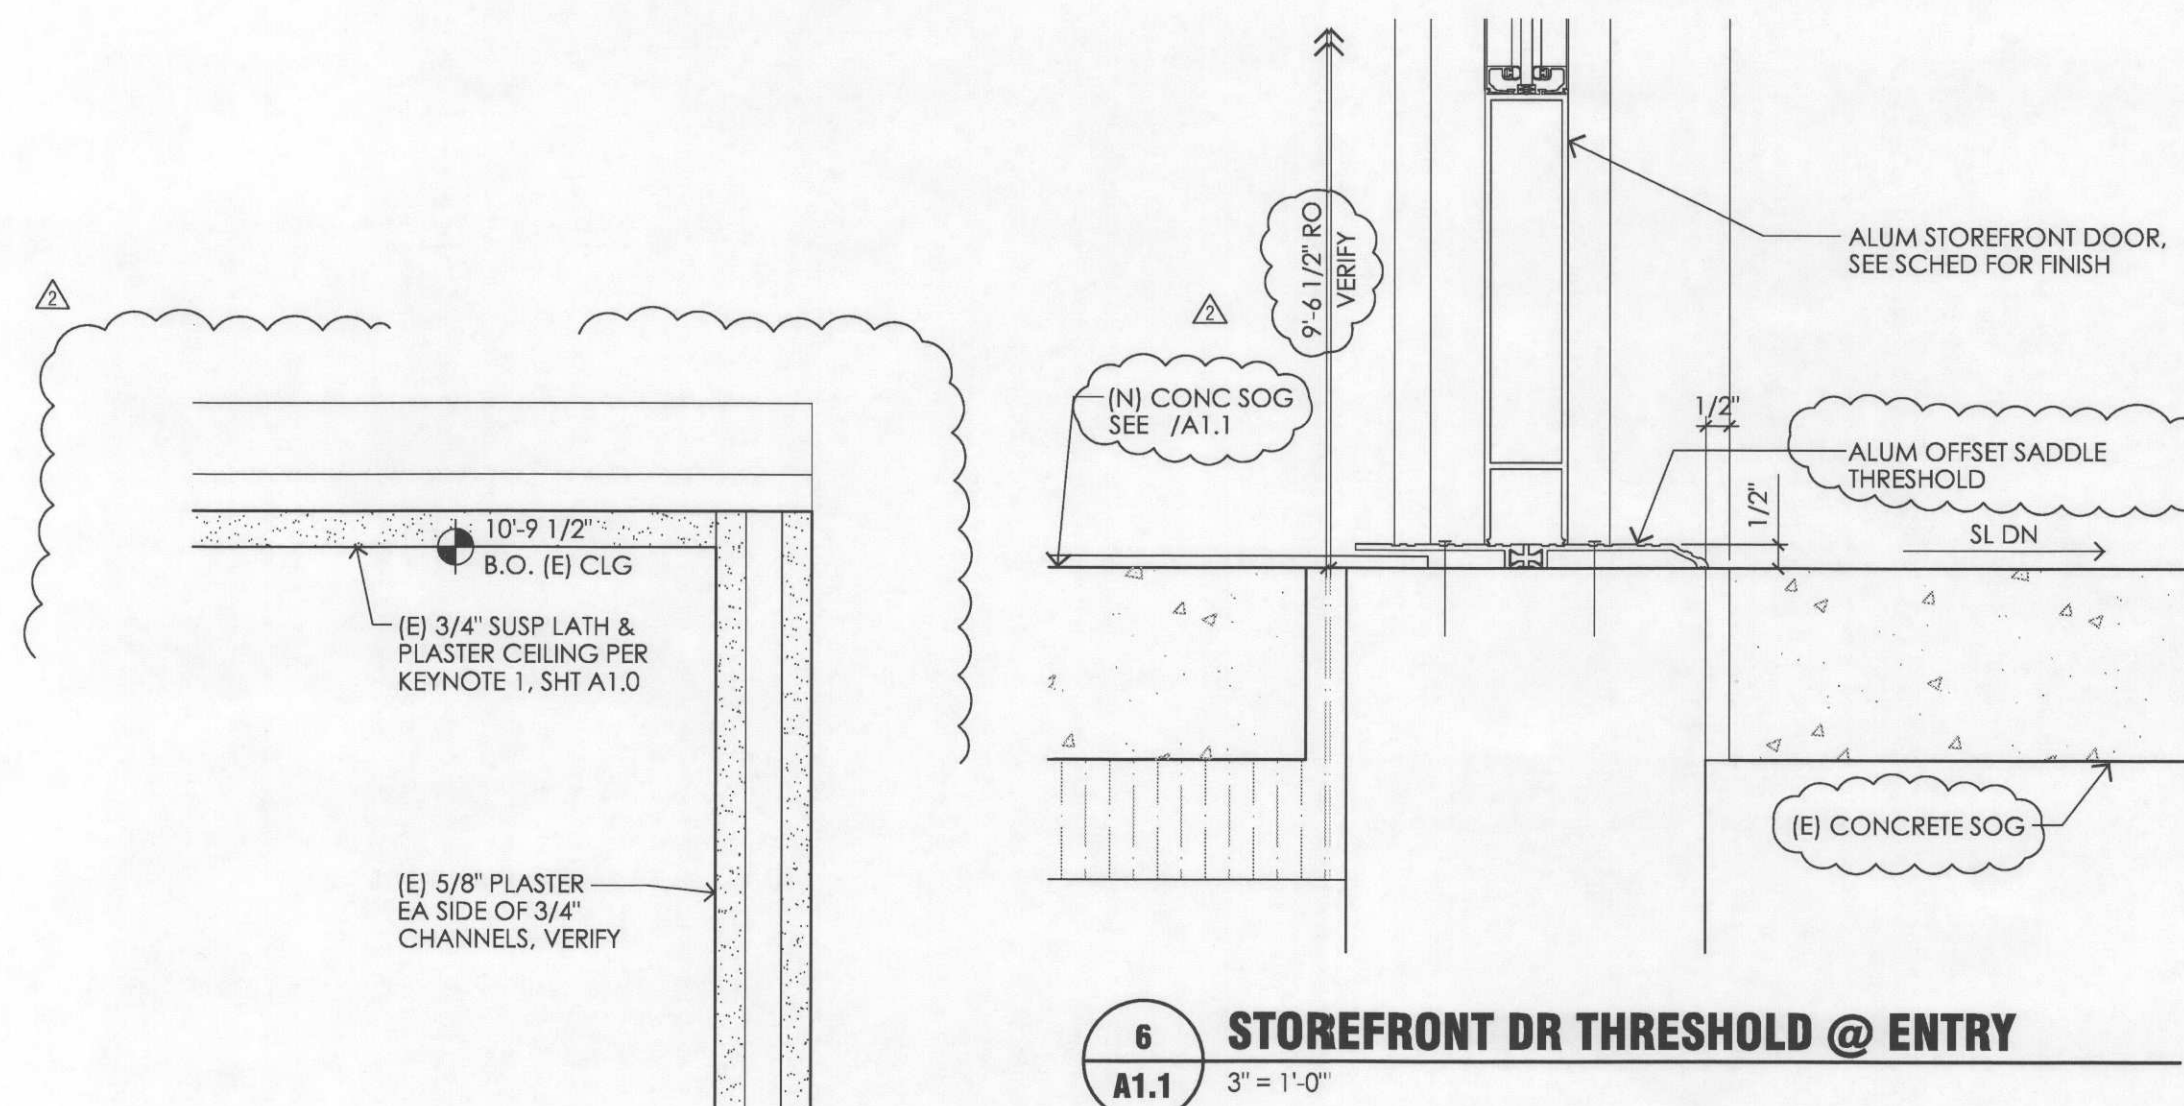 2
10'-9 1/2"
B.O. (E) CLG
(E) 3/4" SUSP LATH &
PLASTER CEILING PER
KEYNOTE 1, SHT A1.0
(E) 5/8" PLASTER
EA SIDE OF 3/4"
CHANNELS, VERIFY
2
9'-6 1/2" RO
VERIFY
(N) CONC SOG
SEE /A1.1
ALUM STOREFRONT DOOR,
SEE SCHED FOR FINISH
1/2"
ALUM OFFSET SADDLE
THRESHOLD
1/2"
SL DN
(E) CONCRETE SOG
6
A1.1
STOREFRONT DR THRESHOLD @ ENTRY
3" = 1'-0"'